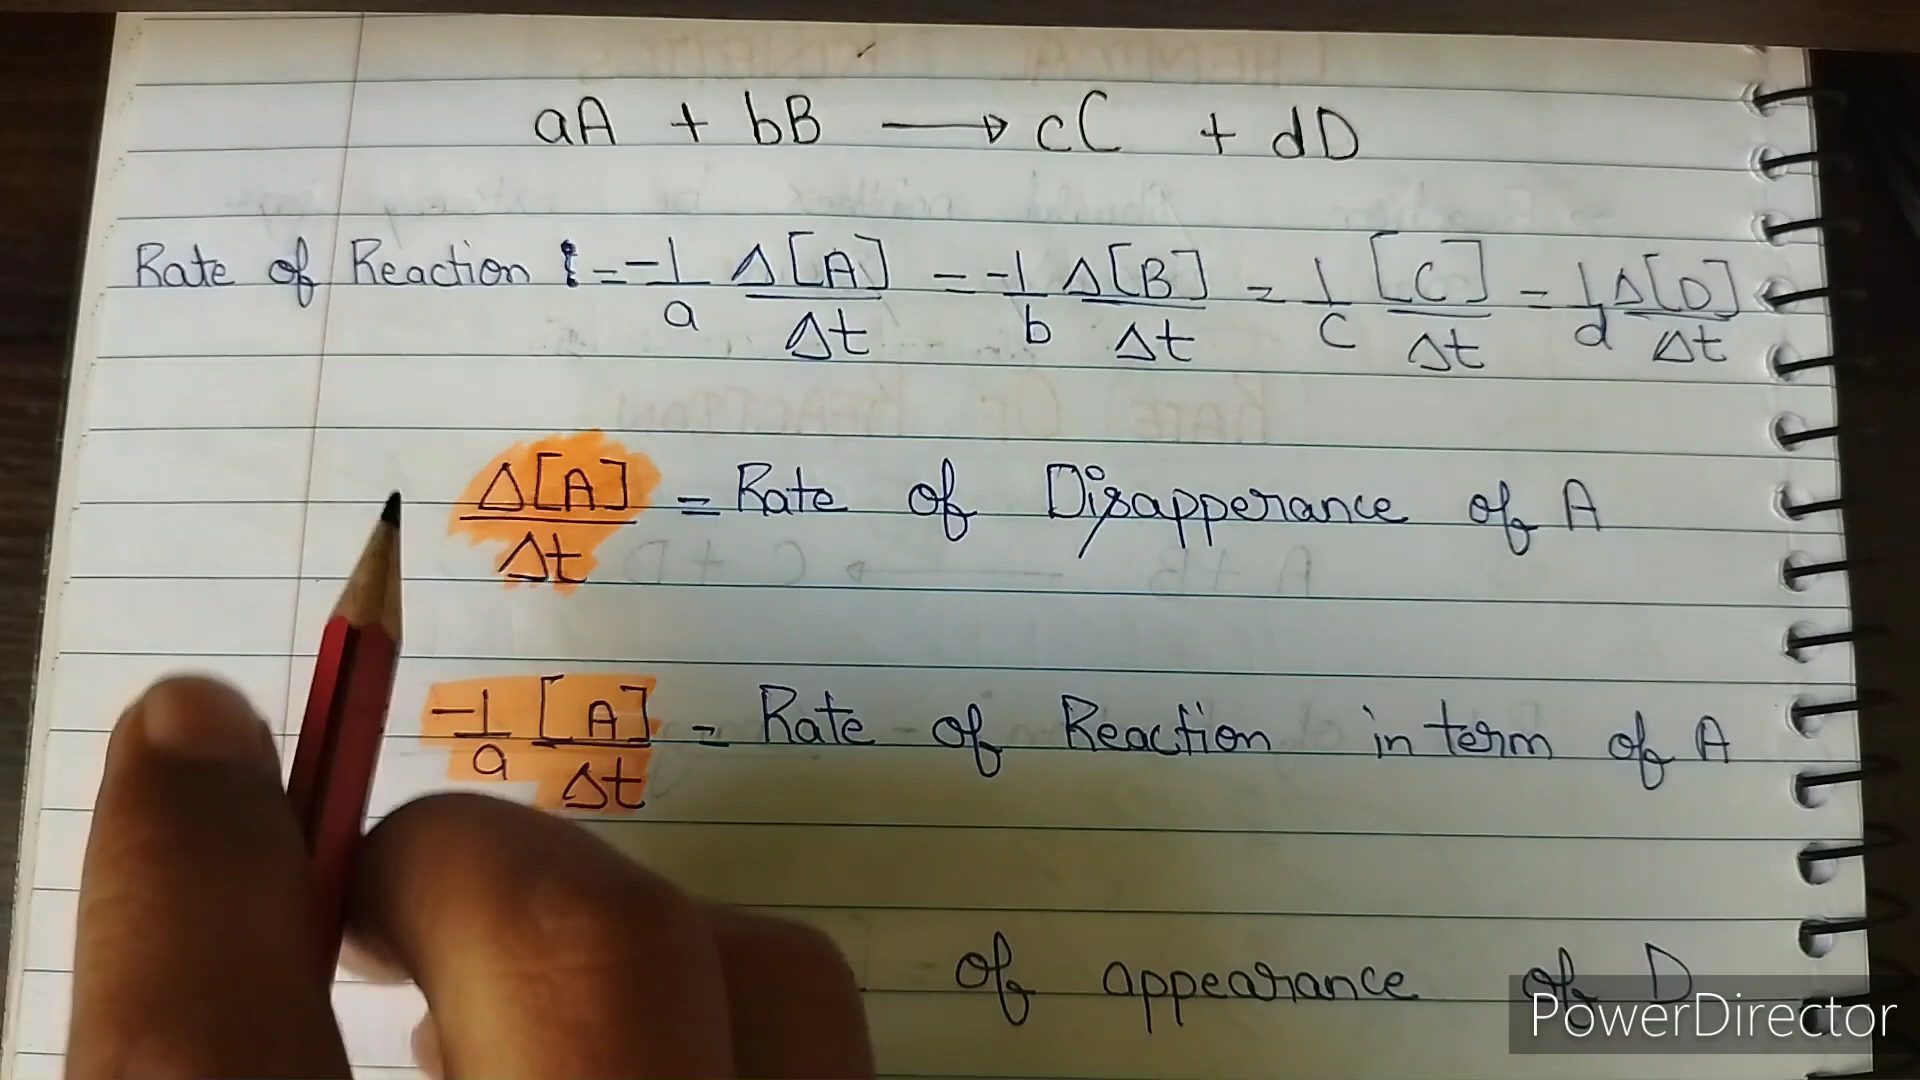 aA + bB → cC + dD
Rate of Reaction = -1/a Δ[A]/Δt = -1/b Δ[B]/Δt = 1/c [C]/Δt = 1/d Δ[D]/Δt
Δ[A]/Δt = Rate of Disapperance of A
-1/a [A]/Δt = Rate of Reaction in term of A
of appearance of D
PowerDirector